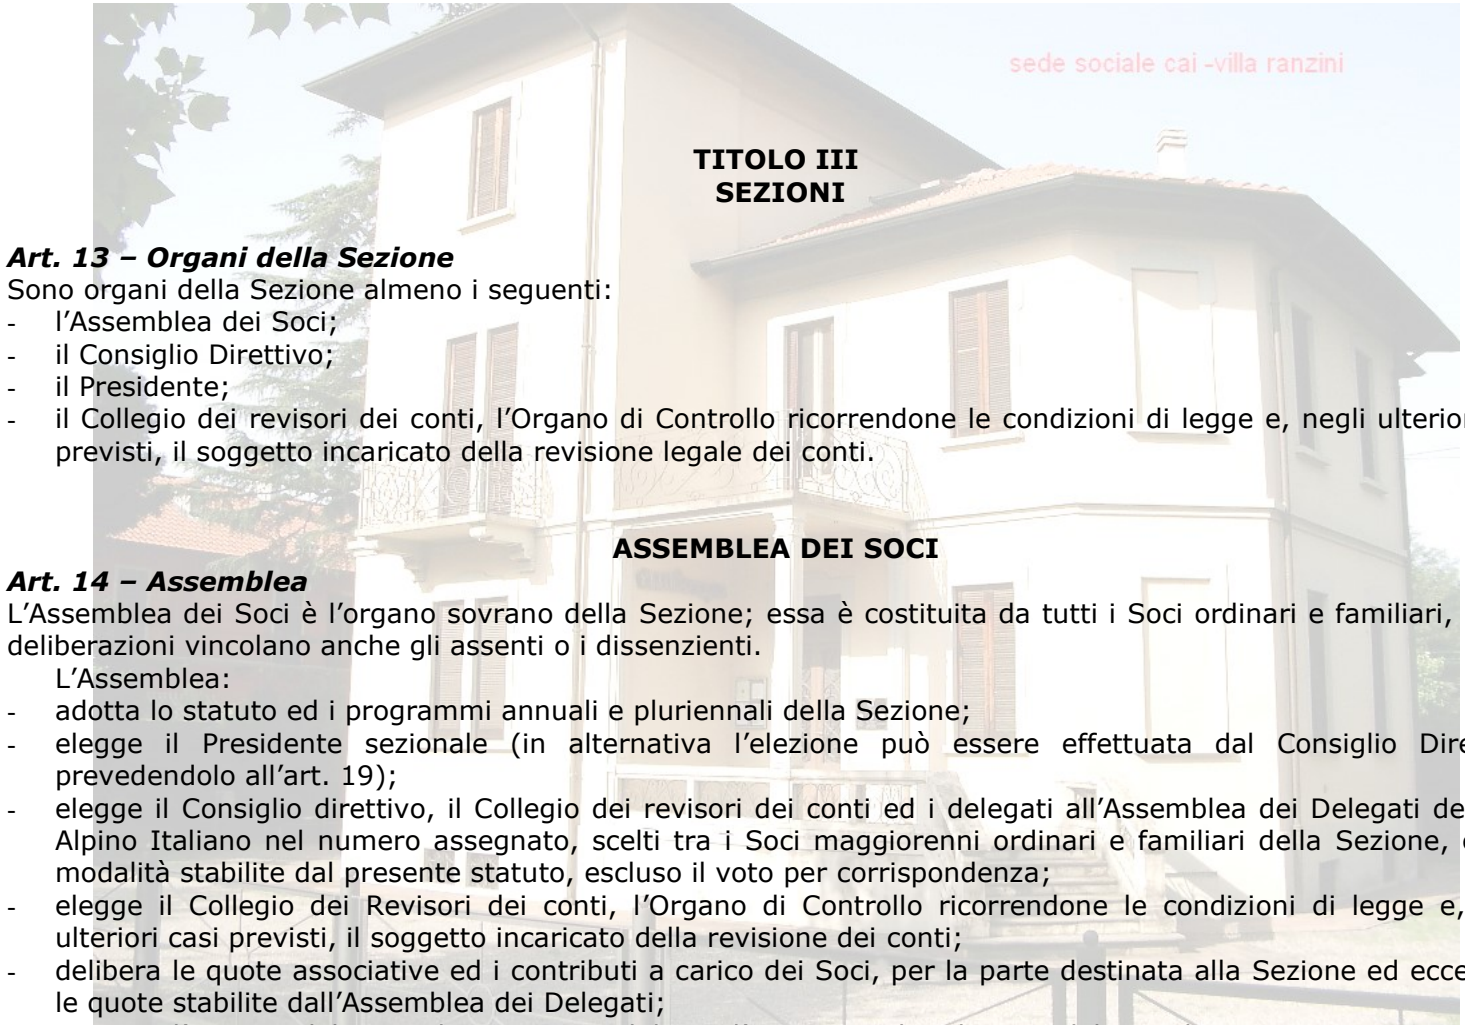 sede sociale cai -villa ranzini
TITOLO III
SEZIONI
Art. 13 – Organi della Sezione
Sono organi della Sezione almeno i seguenti:
- l’Assemblea dei Soci;
- il Consiglio Direttivo;
- il Presidente;
- il Collegio dei revisori dei conti, l’Organo di Controllo ricorrendone le condizioni di legge e, negli
previsti, il soggetto incaricato della revisione legale dei conti.
ASSEMBLEA DEI SOCI
Art. 14 – Assemblea
L’Assemblea dei Soci è l’organo sovrano della Sezione; essa è costituita da tutti i Soci ordinari e familiari,
deliberazioni vincolano anche gli assenti o i dissenzienti.
L’Assemblea:
- adotta lo statuto ed i programmi annuali e pluriennali della Sezione;
- elegge il Presidente sezionale (in alternativa l’elezione può essere effettuata dal Consiglio
prevedendolo all’art. 19);
- elegge il Consiglio direttivo, il Collegio dei revisori dei conti ed i delegati all’Assemblea dei Delegati
Alpino Italiano nel numero assegnato, scelti tra i Soci maggiorenni ordinari e familiari della Sezione,
modalità stabilite dal presente statuto, escluso il voto per corrispondenza;
- elegge il Collegio dei Revisori dei conti, l’Organo di Controllo ricorrendone le condizioni di legge e,
ulteriori casi previsti, il soggetto incaricato della revisione dei conti;
- delibera le quote associative ed i contributi a carico dei Soci, per la parte destinata alla Sezione ed
le quote stabilite dall’Assemblea dei Delegati;